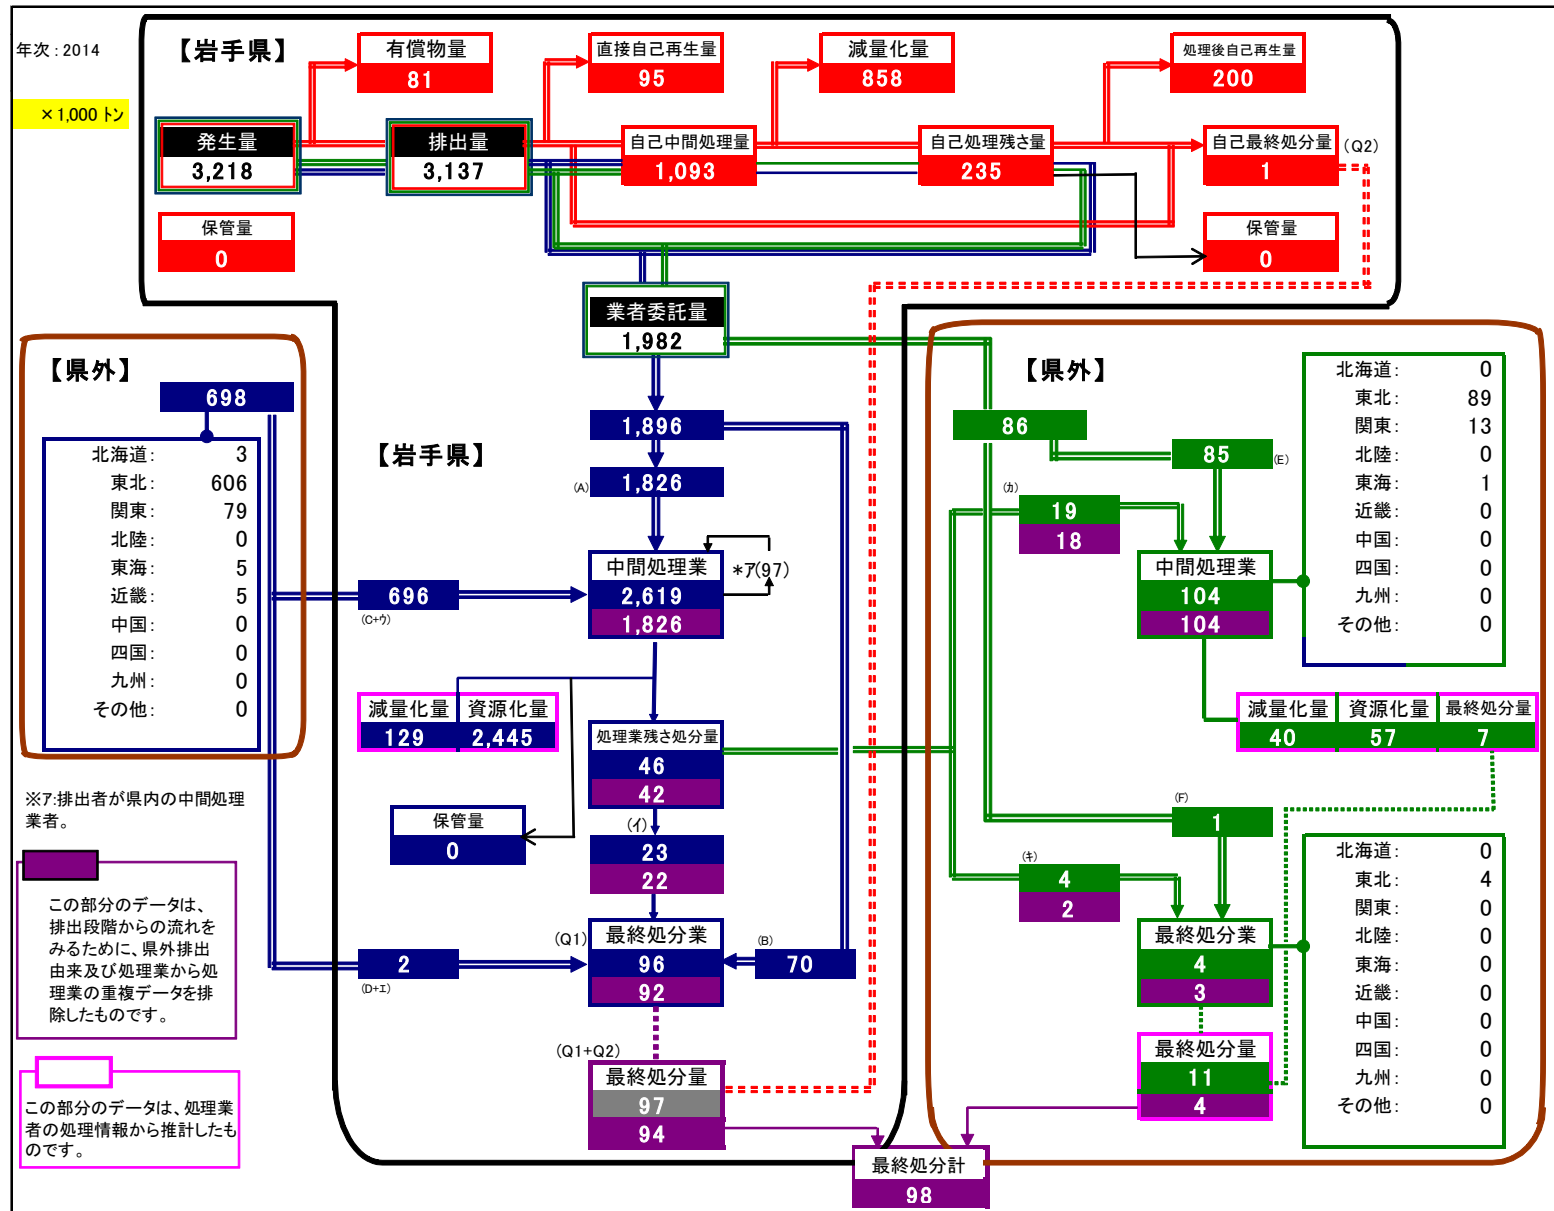 年次：2014
×1,000 トン
【岩手県】
有償物量
81
直接自己再生量
95
減量化量
858
処理後自己再生量
200
発生量
3,218
排出量
3,137
自己中間処理量
1,093
自己処理残さ量
235
自己最終処分量
1
(Q2)
保管量
0
保管量
0
業者委託量
1,982
【県外】
698
北海道： 3
東北： 606
関東： 79
北陸： 0
東海： 5
近畿： 5
中国： 0
四国： 0
九州： 0
その他： 0
【岩手県】
1,896
(A)
1,826
中間処理業
2,619
1,826
*ア(97)
696
(C+ウ)
減量化量
129
資源化量
2,445
処理業残さ処分量
46
42
保管量
0
(イ)
23
22
(Q1)
最終処分業
96
92
(B)
70
2
(D+エ)
(Q1+Q2)
最終処分量
97
94
【県外】
86
85
(E)
(カ)
19
18
中間処理業
104
104
北海道： 0
東北： 89
関東： 13
北陸： 0
東海： 1
近畿： 0
中国： 0
四国： 0
九州： 0
その他： 0
減量化量
40
資源化量
57
最終処分量
7
(F)
1
(キ)
4
2
最終処分業
4
3
北海道： 0
東北： 4
関東： 0
北陸： 0
東海： 0
近畿： 0
中国： 0
四国： 0
九州： 0
その他： 0
最終処分量
11
4
最終処分計
98
※ア:排出者が県内の中間処理
業者。
この部分のデータは、
排出段階からの流れを
みるために、県外排出
由来及び処理業から処
理業の重複データを排
除したものです。
この部分のデータは、処理業
者の処理情報から推計したも
のです。